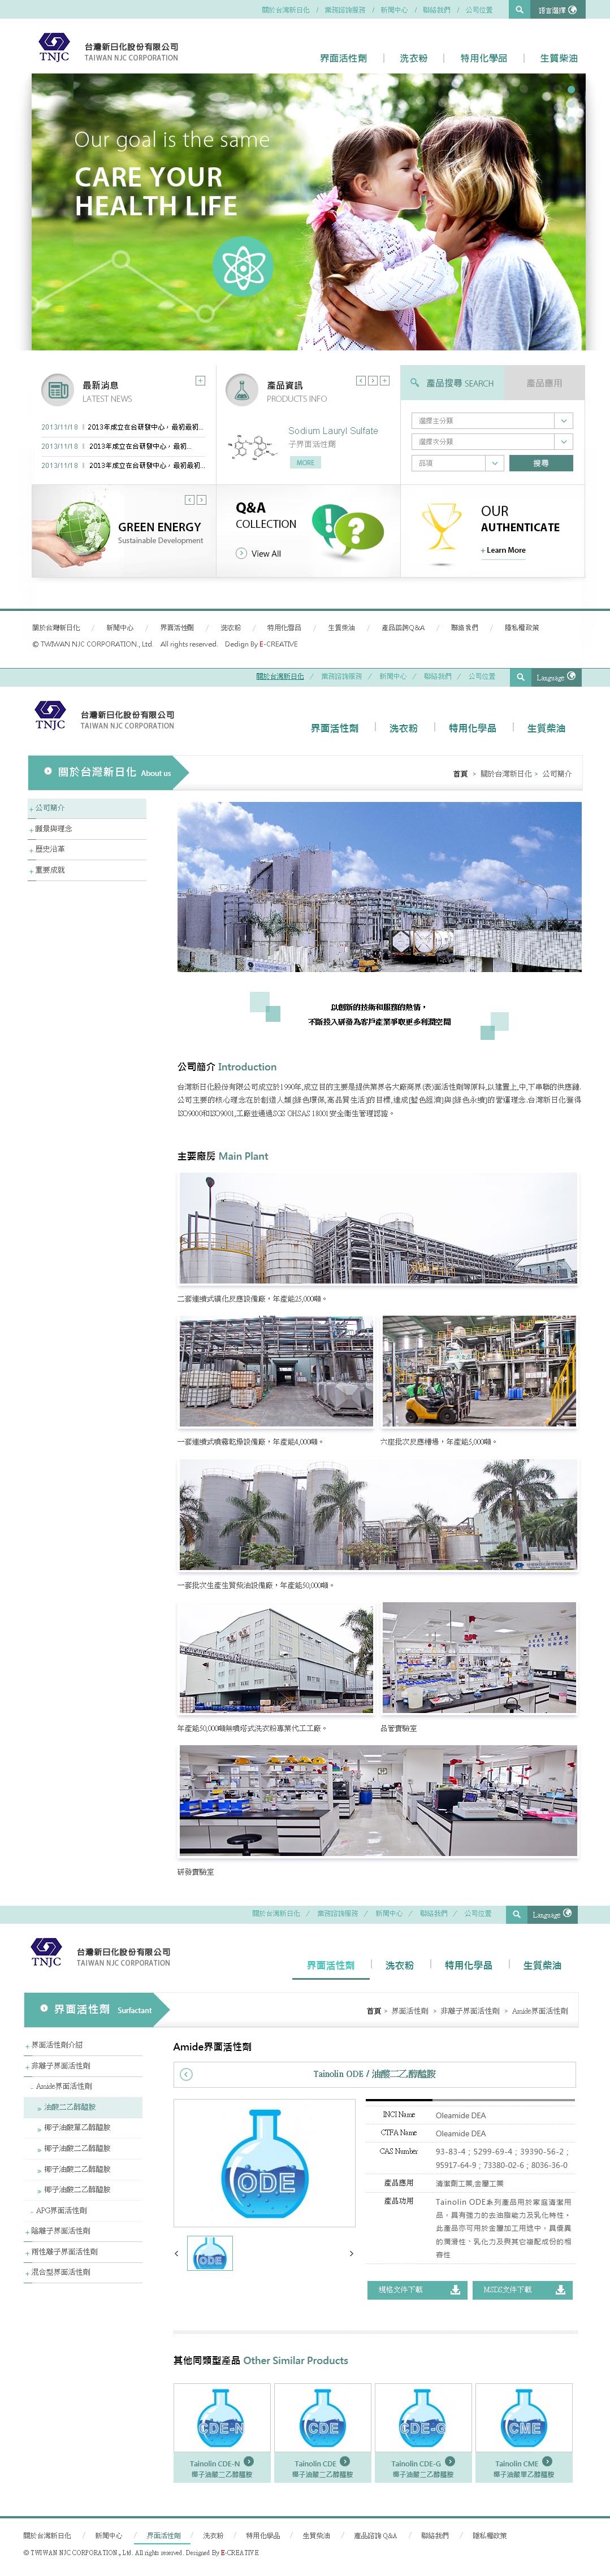 關於台灣新日化 / 業務諮詢服務 / 新聞中心 / 聯絡我們 / 公司位置
語言選擇
TNJC
台灣新日化股份有限公司
TAIWAN NJC CORPORATION
界面活性劑 | 洗衣粉 | 特用化學品 | 生質柴油
Our goal is the same
CARE YOUR
HEALTH LIFE
最新消息
LATEST NEWS
2013/11/18 | 2013年成立在台研發中心，最初最初...
2013/11/18 | 2013年成立在台研發中心，最初...
2013/11/18 | 2013年成立在台研發中心，最初最初...
產品資訊
PRODUCTS INFO
Sodium Lauryl Sulfate
子界面活性劑
MORE
產品搜尋 SEARCH
產品應用
選擇主分類
選擇次分類
品項
搜尋
GREEN ENERGY
Sustainable Development
Q&A
COLLECTION
View All
OUR
AUTHENTICATE
+ Learn More
關於台灣新日化 / 新聞中心 / 界面活性劑 / 洗衣粉 / 特用化學品 / 生質柴油 / 產品諮詢Q&A / 聯絡我們 / 隱私權政策
© TWIWAN NJC CORPORATION., Ltd. All rights reserved. Dedign By E-CREATIVE
關於台灣新日化 / 業務諮詢服務 / 新聞中心 / 聯絡我們 / 公司位置
Language
TNJC
台灣新日化股份有限公司
TAIWAN NJC CORPORATION
界面活性劑 | 洗衣粉 | 特用化學品 | 生質柴油
關於台灣新日化 About us
首頁 > 關於台灣新日化 > 公司簡介
+ 公司簡介
+ 願景與理念
+ 歷史沿革
+ 重要成就
以創新的技術和服務的熱情，
不斷投入研發為客戶產業爭取更多利潤空間
公司簡介 Introduction
台灣新日化股份有限公司成立於1990年,成立目的主要是提供業界各大廠商界(表)面活性劑等原料,以建置上,中,下串聯的供應鏈.
公司主要的核心理念在於創造人類[綠色環保,高品質生活]的目標,達成[藍色經濟]與[綠色永續]的營運理念.台灣新日化獲得
ISO9000和ISO9001,工廠並通過SGS OHSAS 18001安全衛生管理認證。
主要廠房 Main Plant
二套連續式磺化反應設備廠，年產能25,000噸。
一套連續式噴霧乾燥設備廠，年產能4,000噸。
六座批次反應槽場，年產能5,000噸。
一套批次生產生質柴油設備廠，年產能50,000噸。
年產能50,000噸無噴塔式洗衣粉專業代工工廠。
品管實驗室
研發實驗室
關於台灣新日化 / 業務諮詢服務 / 新聞中心 / 聯絡我們 / 公司位置
Language
TNJC
台灣新日化股份有限公司
TAIWAN NJC CORPORATION
界面活性劑 | 洗衣粉 | 特用化學品 | 生質柴油
界面活性劑 Surfactant
首頁 > 界面活性劑 > 非離子界面活性劑 > Amide界面活性劑
+ 界面活性劑介紹
+ 非離子界面活性劑
- Amide界面活性劑
» 油酸二乙醇醯胺
» 椰子油酸單乙醇醯胺
» 椰子油酸二乙醇醯胺
» 椰子油酸二乙醇醯胺
» 椰子油酸二乙醇醯胺
- APG界面活性劑
+ 陰離子界面活性劑
+ 兩性離子界面活性劑
+ 混合型界面活性劑
Amide界面活性劑
Tainolin ODE / 油酸二乙醇醯胺
ODE
ODE
INCI Name Oleamide DEA
CTFA Name Oleamide DEA
CAS Number 93-83-4 ; 5299-69-4 ; 39390-56-2 ;
95917-64-9 ; 73380-02-6 ; 8036-36-0
產品應用 清潔劑工業,金屬工業
產品功用 Tainolin ODE系列產品用於家庭清潔用
品，具有強力的去油脂能力及乳化特性，
此產品亦可用於金屬加工用途中，具優異
的潤滑性，乳化力及與其它搭配成份的相
容性
規格文件下載
MSDS文件下載
其他同類型產品 Other Similar Products
CDE-N
CDE
CDE-G
CME
Tainolin CDE-N
椰子油酸二乙醇醯胺
Tainolin CDE
椰子油酸二乙醇醯胺
Tainolin CDE-G
椰子油酸二乙醇醯胺
Tainolin CME
椰子油酸單乙醇醯胺
關於台灣新日化 / 新聞中心 / 界面活性劑 / 洗衣粉 / 特用化學品 / 生質柴油 / 產品諮詢 Q&A / 聯絡我們 / 隱私權政策
© TWIWAN NJC CORPORATION., Ltd. All rights reserved. Designed By E-CREATIVE